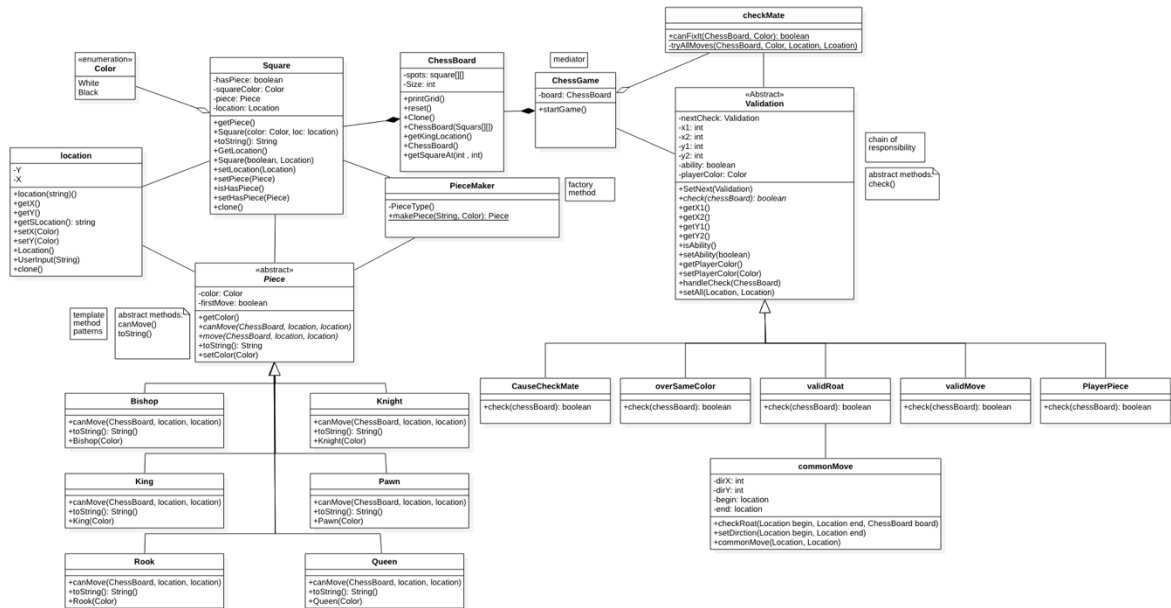 «enumeration»
Color
White
Black
Square
-hasPiece: boolean
-squareColor: Color
-piece: Piece
-location: Location
+getPiece()
+Square(color: Color, loc: location)
+toString(): String
+GetLocation()
+Square(boolean, Location)
+setLocation(Location)
+setPiece(Piece)
+isHasPiece()
+setHasPiece(Piece)
+clone()
ChessBoard
-spots: square[][]
-Size: int
+printGrid()
+reset()
+Clone()
+ChessBoard(Squars[][])
+getKingLocation()
+ChessBoard()
+getSquareAt(int , int)
mediator
ChessGame
-board: ChessBoard
+startGame()
checkMate
+canFixIt(ChessBoard, Color): boolean
-tryAllMoves(ChessBoard, Color, Location, Lcoation)
«Abstract»
Validation
-nextCheck: Validation
-x1: int
-x2: int
-y1: int
-y2: int
-ability: boolean
-playerColor: Color
+SetNext(Validation)
+check(chessBoard): boolean
+getX1()
+getX2()
+getY1()
+getY2()
+isAbility()
+setAbility(boolean)
+getPlayerColor()
+setPlayerColor(Color)
+handleCheck(ChessBoard)
+setAll(Location, Location)
chain of
responsibility
abstract methods:
check()
location
-Y
-X
+location(string)()
+getX()
+getY()
+getSLocation(): string
+setX(Color)
+setY(Color)
+Location()
+UserInput(String)
+clone()
PieceMaker
-PieceType()
+makePiece(String, Color): Piece
factory
method
«abstract»
Piece
-color: Color
-firstMove: boolean
+getColor()
+canMove(ChessBoard, location, location)
+move(ChessBoard, location, location)
+toString(): String
+setColor(Color)
template
method
patterns
abstract methods:
canMove()
toString()
Bishop
+canMove(ChessBoard, location, location)
+toString(): String()
+Bishop(Color)
Knight
+canMove(ChessBoard, location, location)
+toString(): String()
+Knight(Color)
King
+canMove(ChessBoard, location, location)
+toString(): String()
+King(Color)
Pawn
+canMove(ChessBoard, location, location)
+toString(): String()
+Pawn(Color)
Rook
+canMove(ChessBoard, location, location)
+toString(): String()
+Rook(Color)
Queen
+canMove(ChessBoard, location, location)
+toString(): String()
+Queen(Color)
CauseCheckMate
+check(chessBoard): boolean
overSameColor
+check(chessBoard): boolean
validRoat
+check(chessBoard): boolean
validMove
+check(chessBoard): boolean
PlayerPiece
+check(chessBoard): boolean
commonMove
-dirX: int
-dirY: int
-begin: location
-end: location
+checkRoat(Location begin, Location end, ChessBoard board)
+setDirction(Location begin, Location end)
+commonMove(Location, Location)